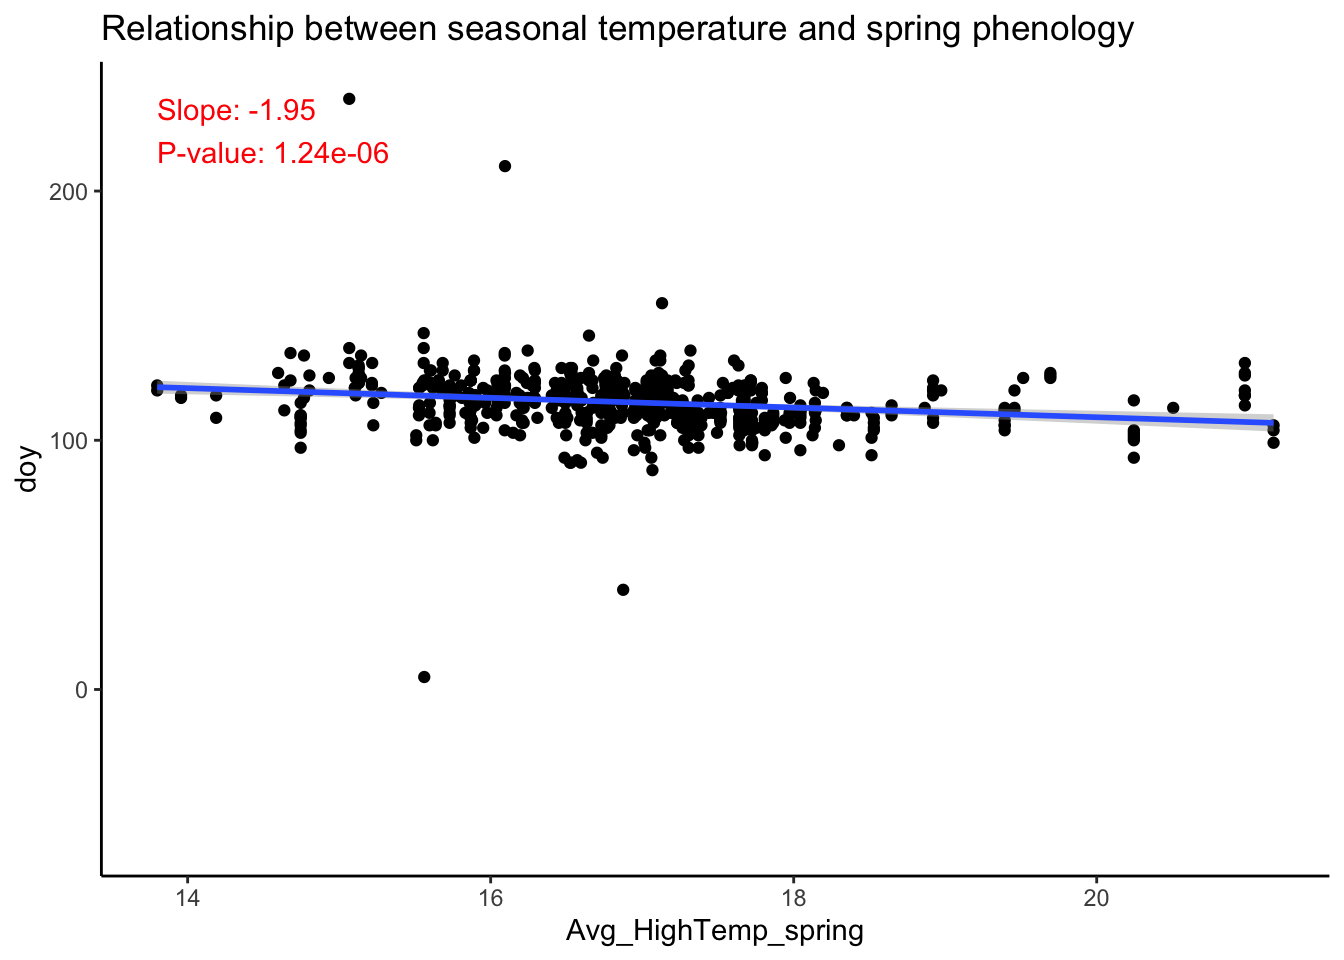 Relationship between seasonal temperature and spring phenology
Slope: -1.95
P-value: 1.24e-06
200
100
0
doy
14 16 18 20
Avg_HighTemp_spring